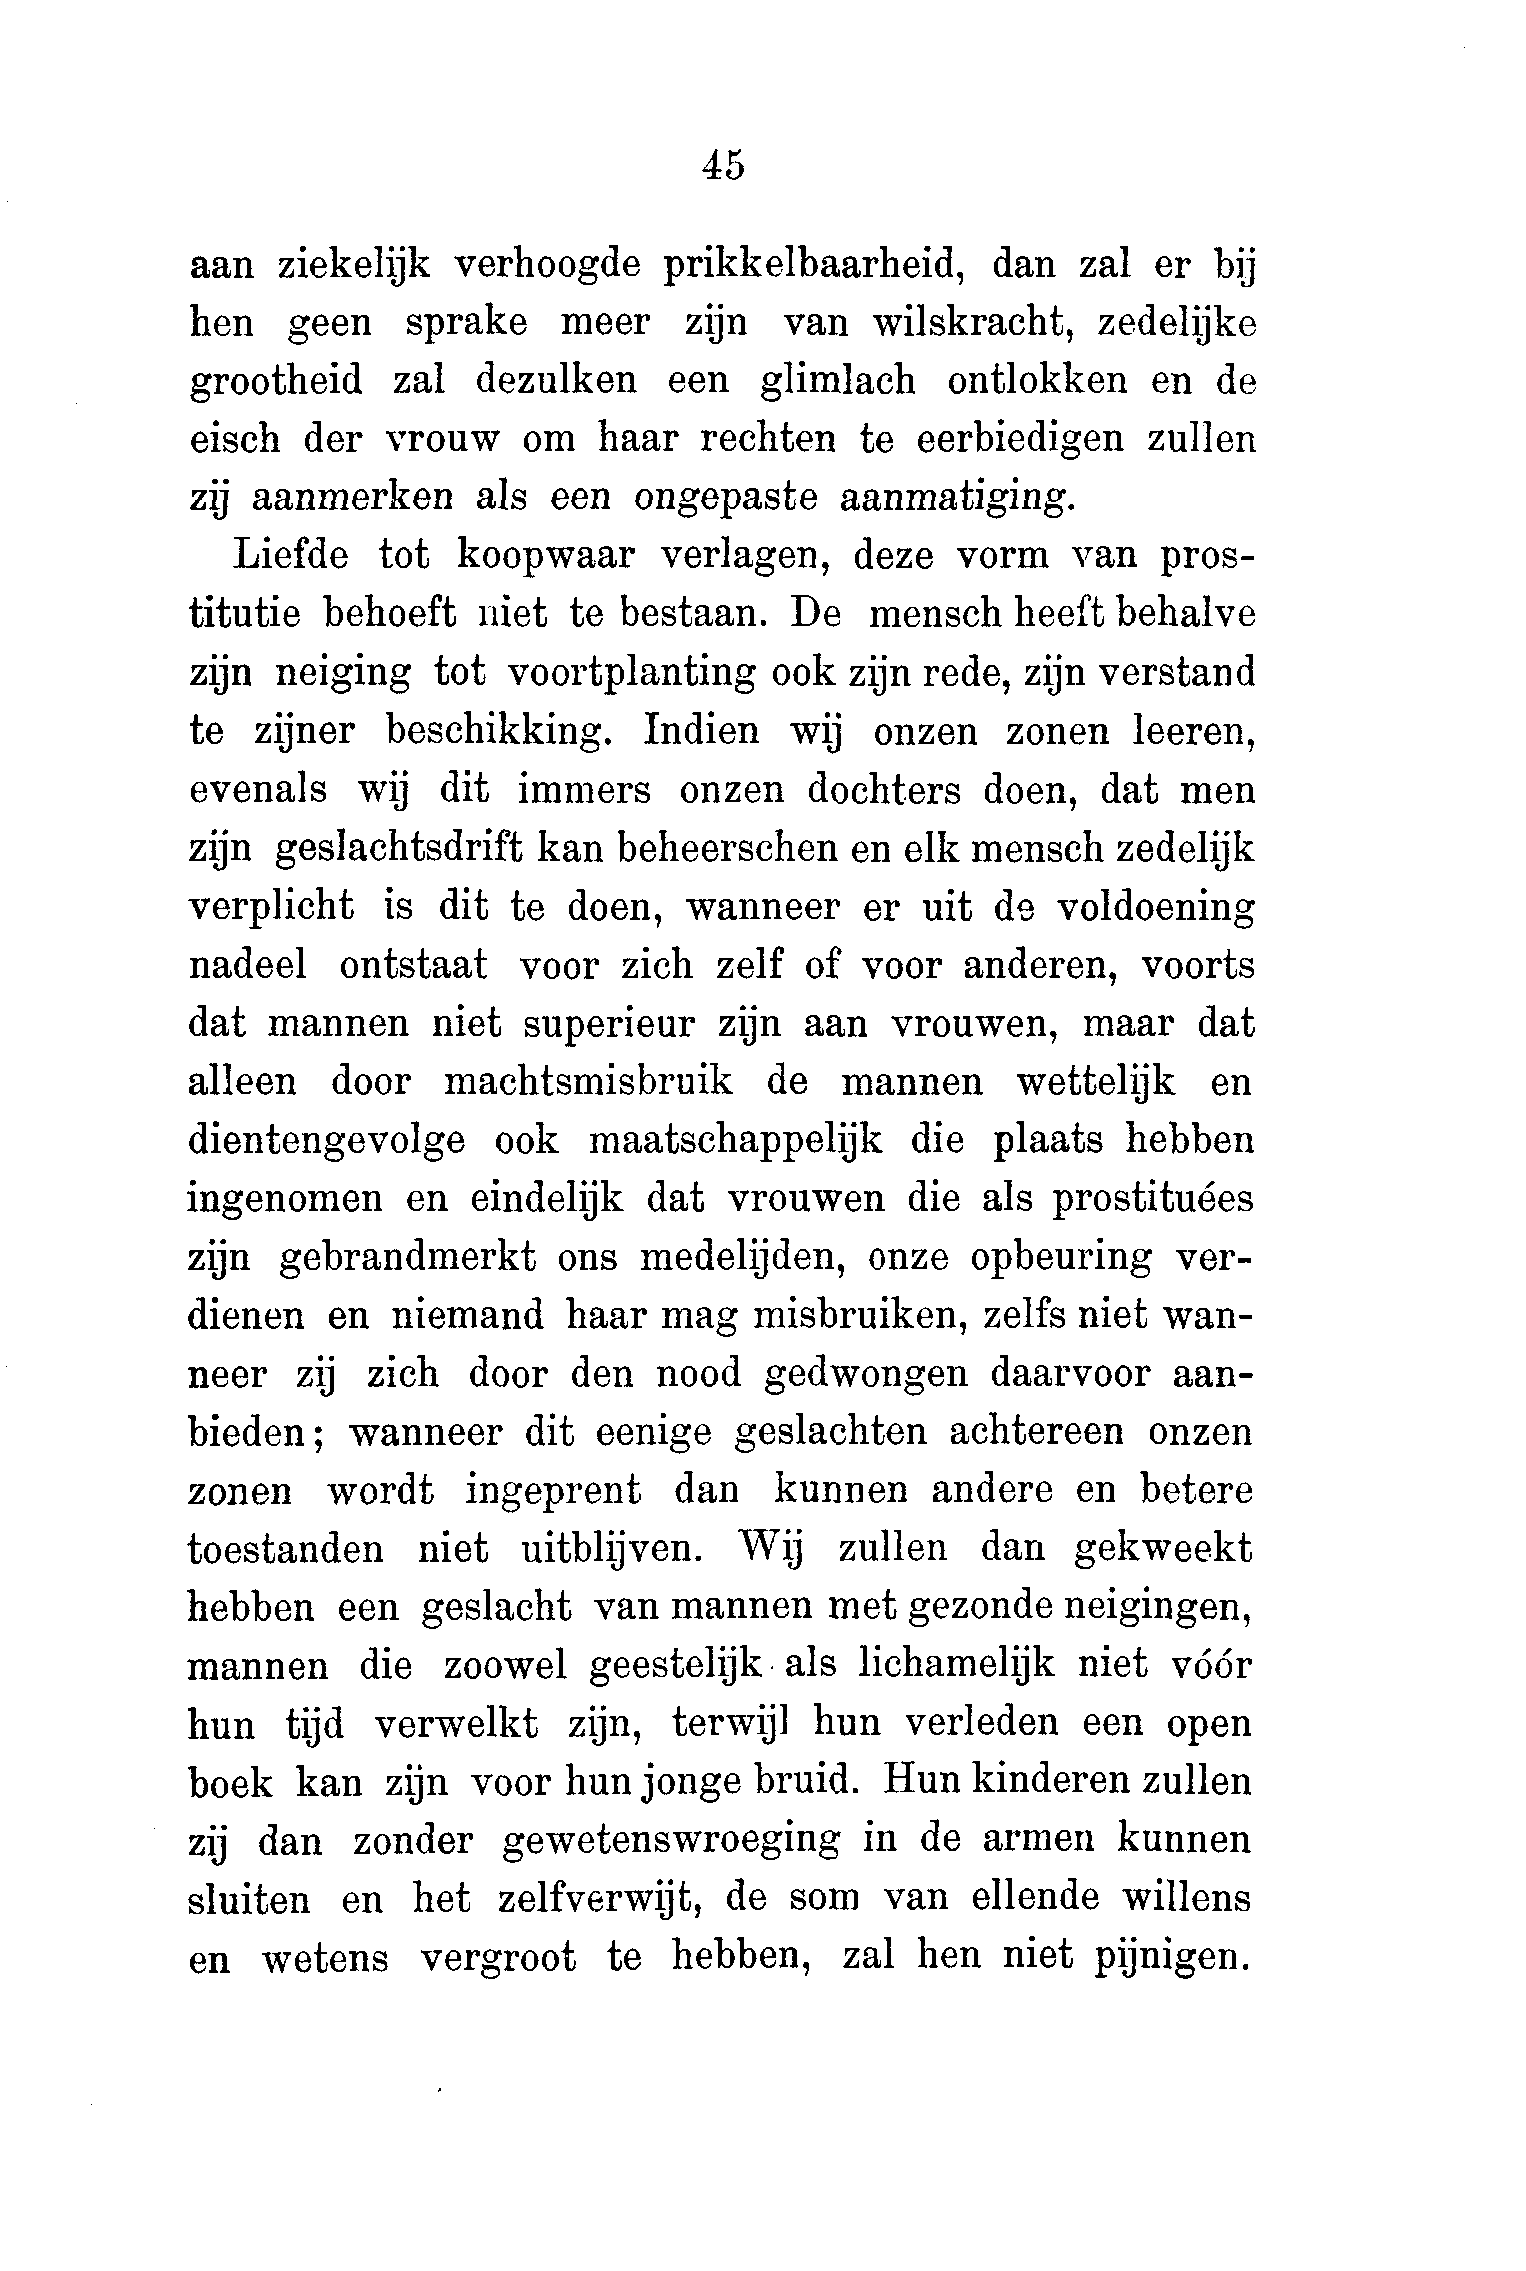 45
aan ziekelijk verhoogde prikkelbaarheid, dan zal er bij
hen geen sprake meer zijn van wilskracht, zedelijke
grootheid zal dezulken een glimlach ontlokken en de
eisch der vrouw om haar rechten te eerbiedigen zullen
zij aanmerken als een ongepaste aanmatiging.
Liefde tot koopwaar verlagen, deze vorm van pros-
titutie behoeft niet te bestaan. De mensch heeft behalve
zijn neiging tot voortplanting ook zijn rede, zijn verstand
te zijner beschikking. Indien wij onzen zonen leeren,
evenals wij dit immers onzen dochters doen, dat men
zijn geslachtsdrift kan beheerschen en elk mensch zedelijk
verplicht is dit te doen, wanneer er uit de voldoening
nadeel ontstaat voor zich zelf of voor anderen, voorts
dat mannen niet superieur zijn aan vrouwen, maar dat
alleen door machtsmisbruik de mannen wettelijk en
dientengevolge ook maatschappelijk die plaats hebben
ingenomen en eindelijk dat vrouwen die als prostituées
zijn gebrandmerkt ons medelijden, onze opbeuring ver-
dienen en niemand haar mag misbruiken, zelfs niet wan-
neer zij zich door den nood gedwongen daarvoor aan-
bieden; wanneer dit eenige geslachten achtereen onzen
zonen wordt ingeprent dan kunnen andere en betere
toestanden niet uitblijven. Wij zullen dan gekweekt
hebben een geslacht van mannen met gezonde neigingen,
mannen die zoowel geestelijk als lichamelijk niet vóór
hun tijd verwelkt zijn, terwijl hun verleden een open
boek kan zijn voor hun jonge bruid. Hun kinderen zullen
zij dan zonder gewetenswroeging in de armen kunnen
sluiten en het zelfverwijt, de som van ellende willens
en wetens vergroot te hebben, zal hen niet pijnigen.